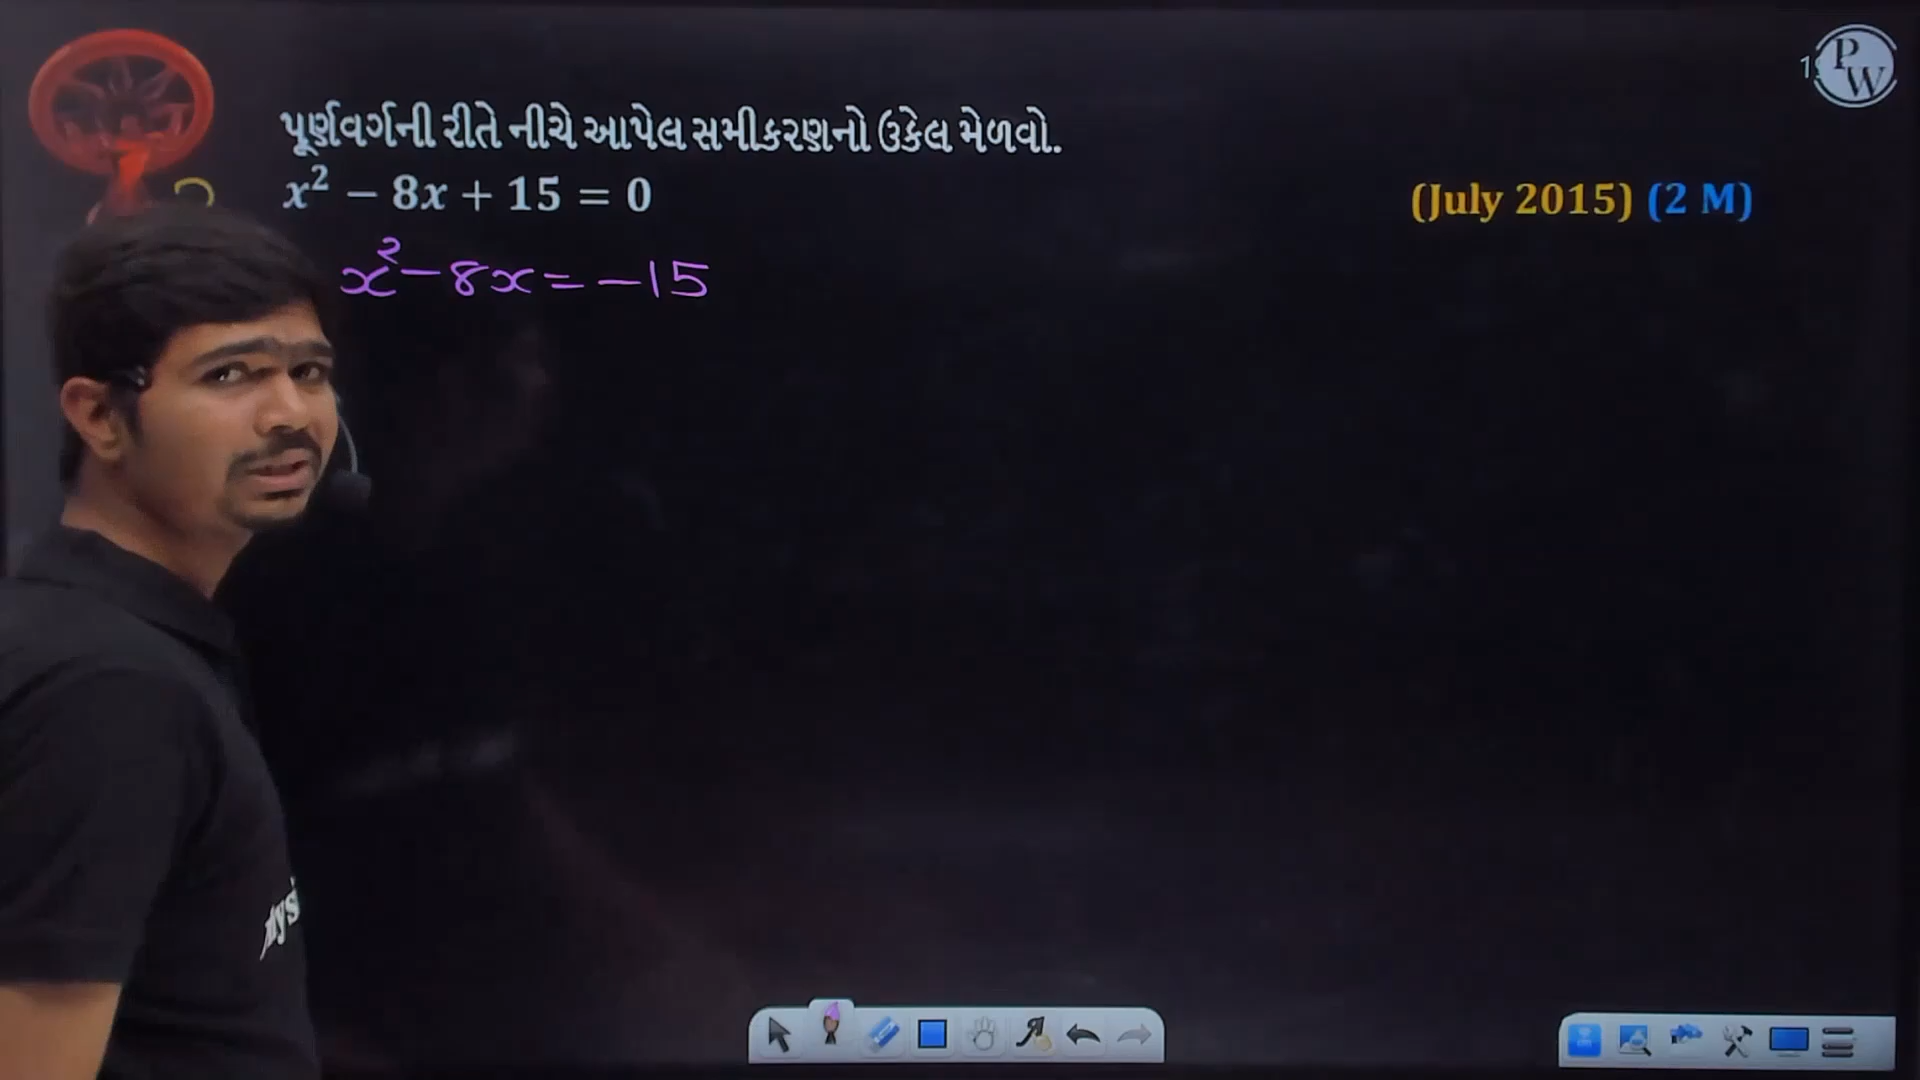 પૂર્ણવર્ગની રીતે નીચે આપેલ સમીકરણનો ઉકેલ મેળવો.
x² − 8x + 15 = 0
(July 2015) (2 M)
x² − 8x = −15
PW